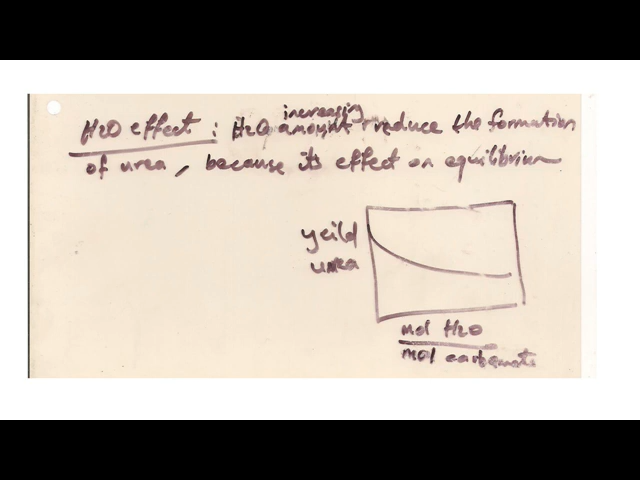 H2O effect : H2O increasing amount reduce the formation
of urea, because its effect on equilibrium
yeild
urea
mol H2O
mol carbamate